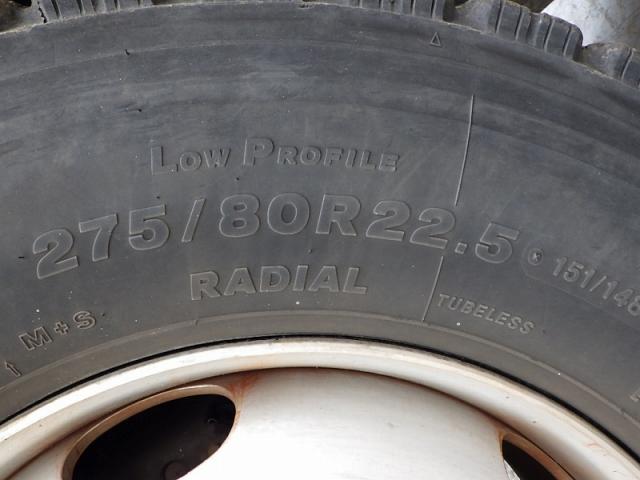 LOW PROFILE
275/80R22.5 151/148
RADIAL
TUBELESS
M+S